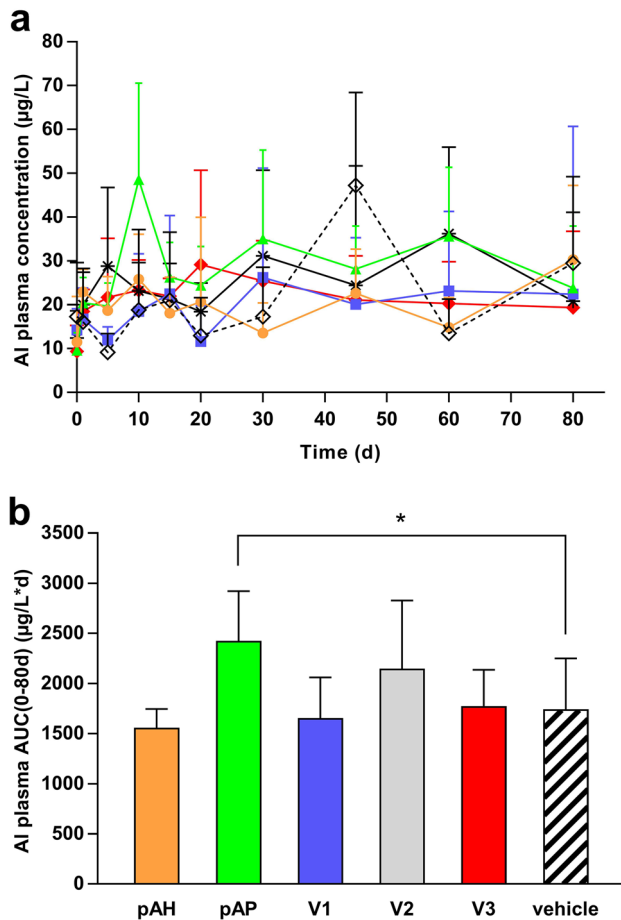 a
Al plasma concentration (µg/L)
80
70
60
50
40
30
20
10
0
0 10 20 30 40 50 60 70 80
Time (d)
b
Al plasma AUC(0-80d) (µg/L*d)
3500
3000
2500
2000
1500
1000
500
0
*
pAH pAP V1 V2 V3 vehicle